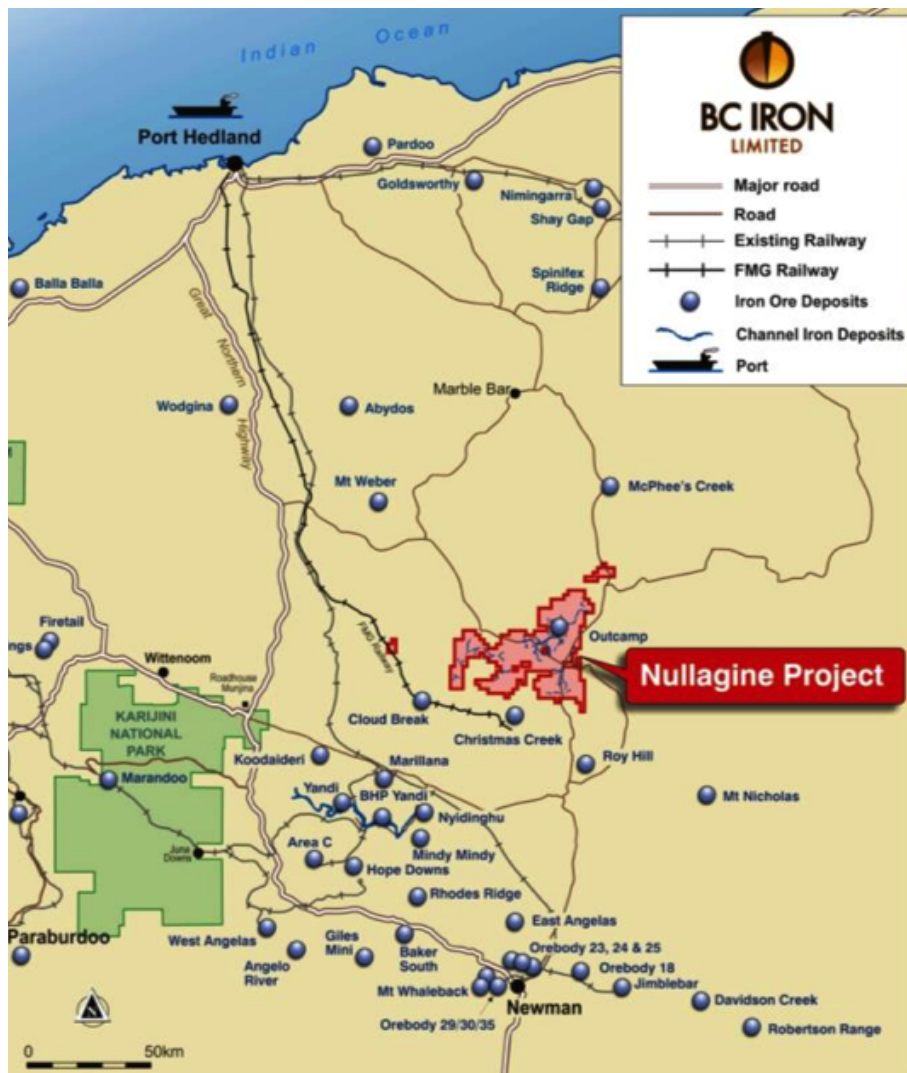 Indian Ocean
BC IRON
LIMITED
Major road
Road
Existing Railway
FMG Railway
Iron Ore Deposits
Channel Iron Deposits
Port
Port Hedland
Pardoo
Goldsworthy
Nimingarra
Shay Gap
Balla Balla
Spinifex
Ridge
Great
Northern
Highway
Marble Bar
Wodgina
Abydos
Mt Weber
McPhee's Creek
FMG Railway
Outcamp
Nullagine Project
Firetail
ngs
Wittenoom
Roadhouse
Munjina
KARIJINI
NATIONAL
PARK
Cloud Break
Christmas Creek
Koodaideri
Marillana
Roy Hill
Marandoo
Yandi
BHP Yandi
Nyidinghu
Mt Nicholas
Juna
Downs
Area C
Mindy Mindy
Hope Downs
Rhodes Ridge
Paraburdoo
West Angelas
Angelo
River
Giles
Mini
Baker
South
East Angelas
Orebody 23, 24 & 25
Orebody 18
Mt Whaleback
Jimblebar
Newman
Davidson Creek
Orebody 29/30/35
Robertson Range
0 50km